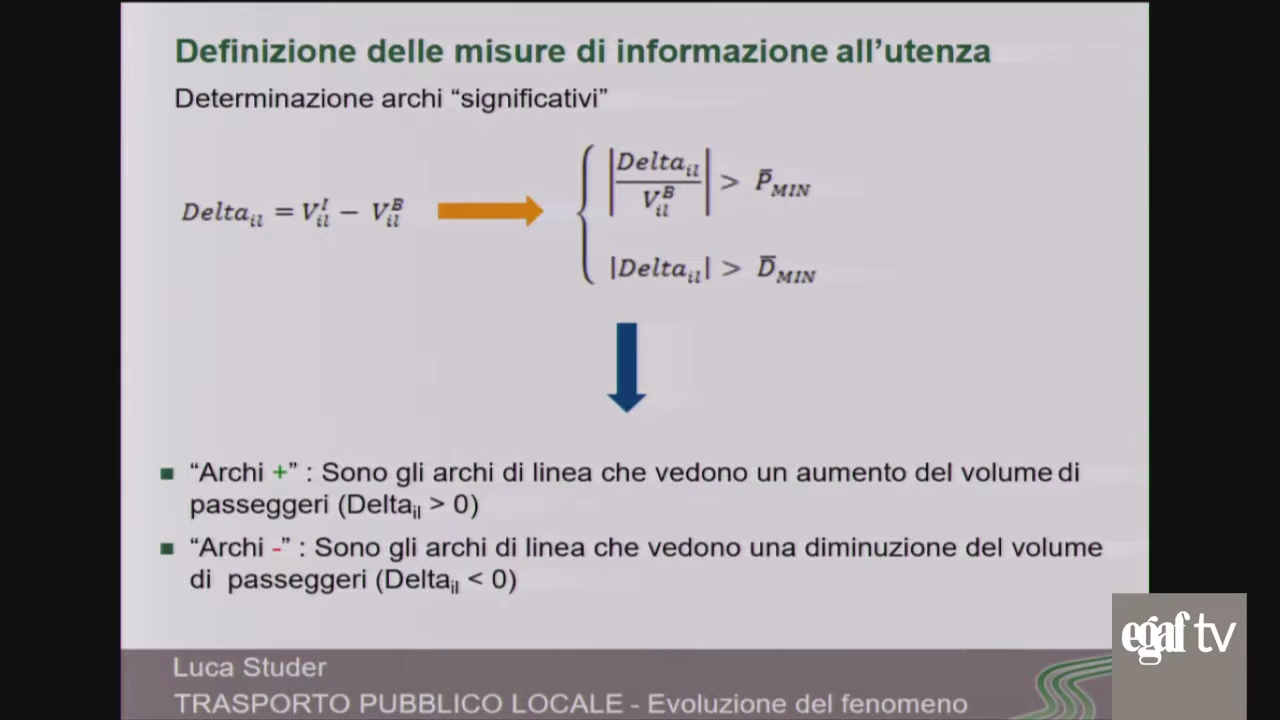 Definizione delle misure di informazione all’utenza
Determinazione archi “significativi”
Delta_il = V_il^I − V_il^B
|Delta_il / V_il^B| > P̄_MIN
|Delta_il| > D̄_MIN
“Archi +” : Sono gli archi di linea che vedono un aumento del volume di
passeggeri (Delta_il > 0)
“Archi -” : Sono gli archi di linea che vedono una diminuzione del volume
di passeggeri (Delta_il < 0)
egaf tv
Luca Studer
TRASPORTO PUBBLICO LOCALE - Evoluzione del fenomeno